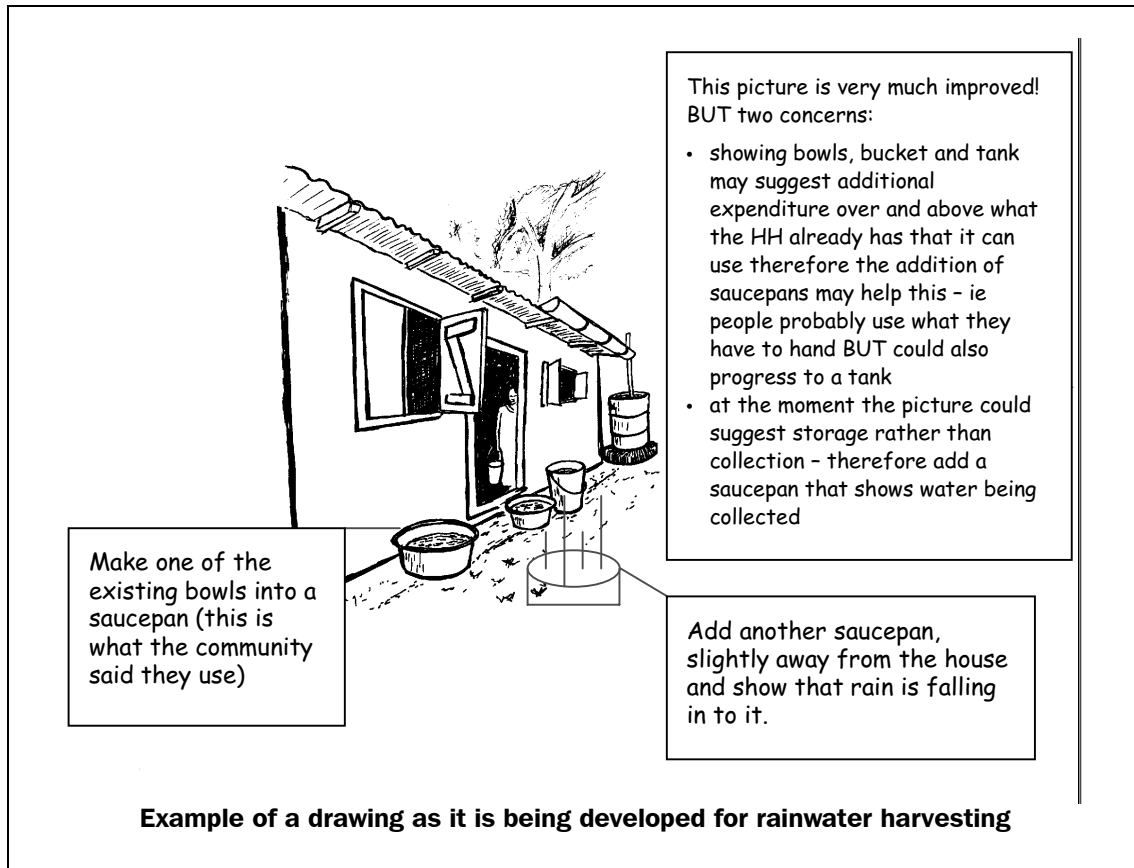 This picture is very much improved!
BUT two concerns:
• showing bowls, bucket and tank
may suggest additional
expenditure over and above what
the HH already has that it can
use therefore the addition of
saucepans may help this – ie
people probably use what they
have to hand BUT could also
progress to a tank
• at the moment the picture could
suggest storage rather than
collection – therefore add a
saucepan that shows water being
collected
Make one of the
existing bowls into a
saucepan (this is
what the community
said they use)
Add another saucepan,
slightly away from the house
and show that rain is falling
in to it.
Example of a drawing as it is being developed for rainwater harvesting